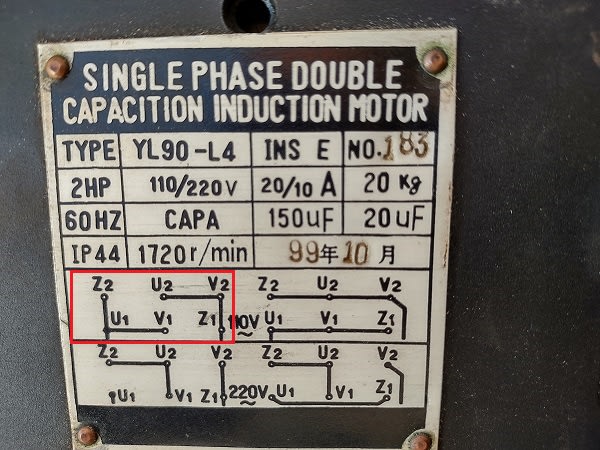 SINGLE PHASE DOUBLE
CAPACITION INDUCTION MOTOR
TYPE YL90-L4 INS E NO.183
2HP 110/220V 20/10 A 20 Kg
60HZ CAPA 150uF 20uF
IP44 1720r/min 99年10月
Z2 U2 V2 Z2 U2 V2
U1 V1 Z1 110V~ U1 V1 Z1
Z2 U2 V2 Z2 U2 V2
U1 V1 Z1 220V~ U1 V1 Z1